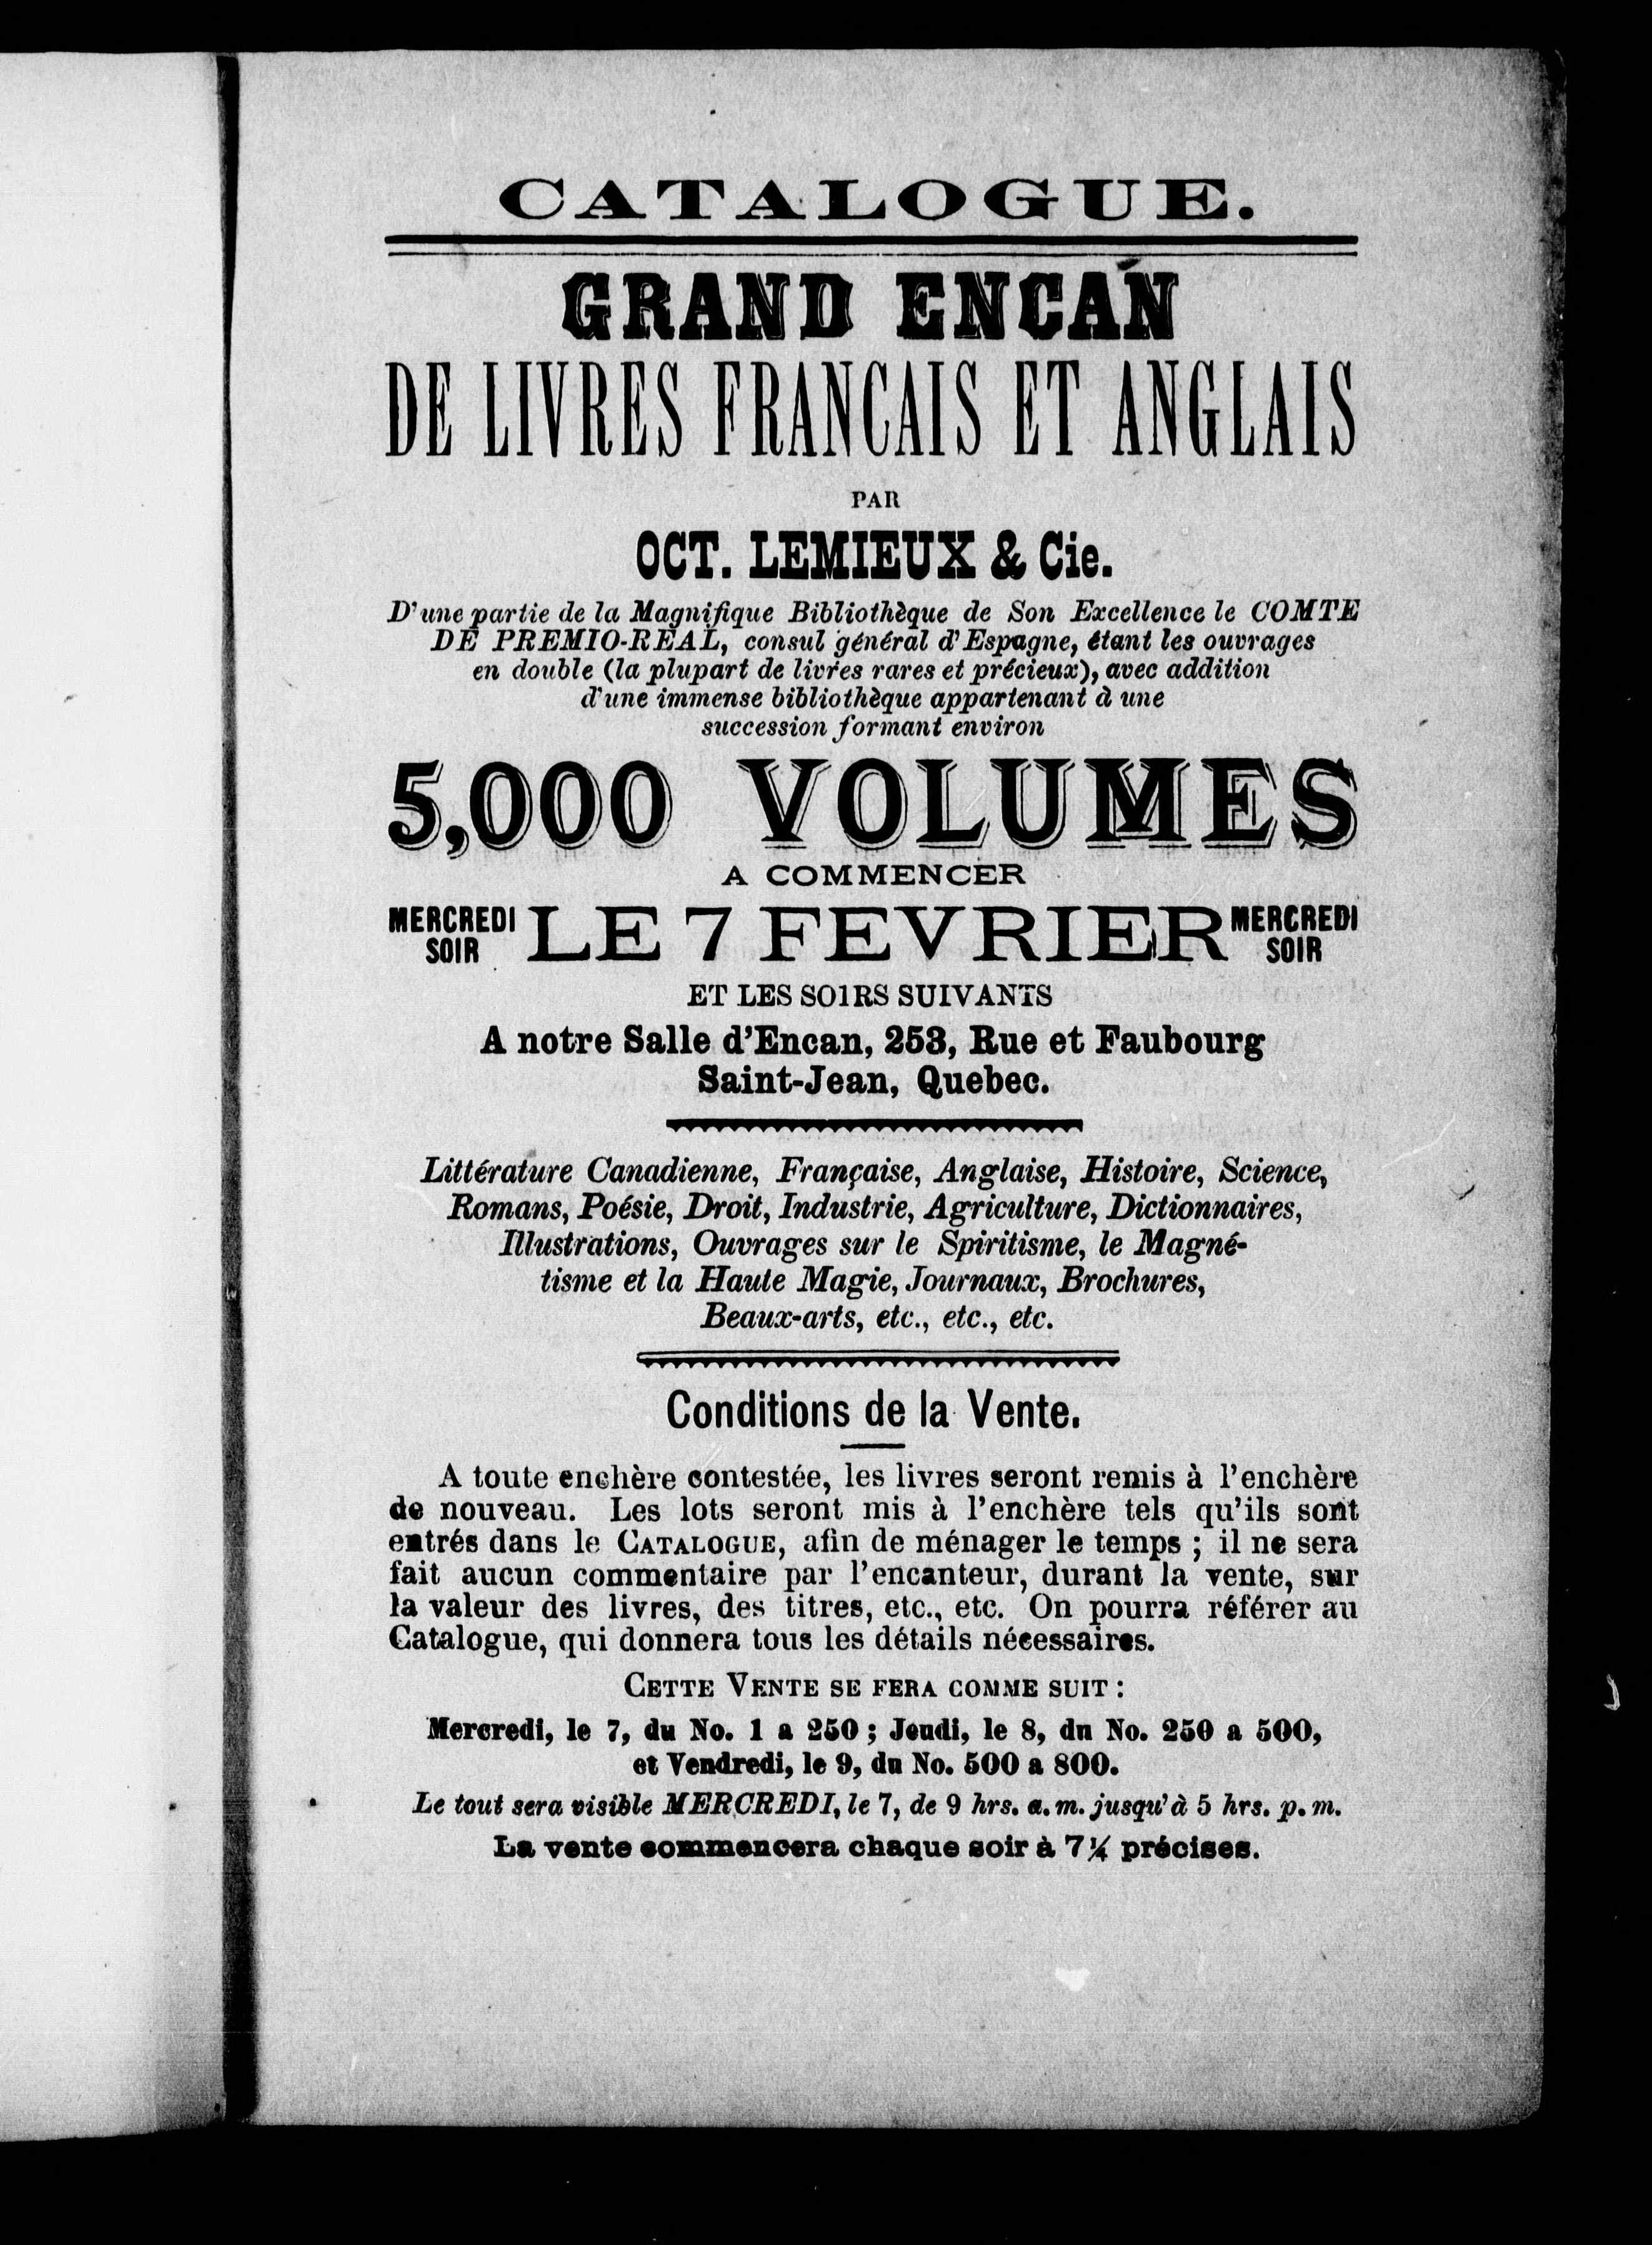 CATALOGUE.
GRAND ENCAN
DE LIVRES FRANCAIS ET ANGLAIS
PAR
OCT. LEMIEUX & Cie.
D'une partie de la Magnifique Bibliothèque de Son Excellence le COMTE
DE PREMIO-REAL, consul général d'Espagne, étant les ouvrages
en double (la plupart de livres rares et précieux), avec addition
d'une immense bibliothèque appartenant à une
succession formant environ
5,000 VOLUMES
A COMMENCER
MERCREDI SOIR LE 7 FEVRIER MERCREDI SOIR
ET LES SO1RS SUIVANTS
A notre Salle d'Encan, 253, Rue et Faubourg
Saint-Jean, Quebec.
Littérature Canadienne, Française, Anglaise, Histoire, Science,
Romans, Poésie, Droit, Industrie, Agriculture, Dictionnaires,
Illustrations, Ouvrages sur le Spiritisme, le Magné-
tisme et la Haute Magie, Journaux, Brochures,
Beaux-arts, etc., etc., etc.
Conditions de la Vente.
A toute enchère contestée, les livres seront remis à l'enchère
de nouveau. Les lots seront mis à l'enchère tels qu'ils sont
entrés dans le CATALOGUE, afin de ménager le temps ; il ne sera
fait aucun commentaire par l'encanteur, durant la vente, sur
la valeur des livres, des titres, etc., etc. On pourra référer au
Catalogue, qui donnera tous les détails nécessaires.
CETTE VENTE SE FERA COMME SUIT :
Mercredi, le 7, du No. 1 a 250 ; Jeudi, le 8, dn No. 250 a 500,
et Vendredi, le 9, du No. 500 a 800.
Le tout sera visible MERCREDI, le 7, de 9 hrs. a. m. jusqu'à 5 hrs. p. m.
La vente commencera chaque soir à 7¼ précises.